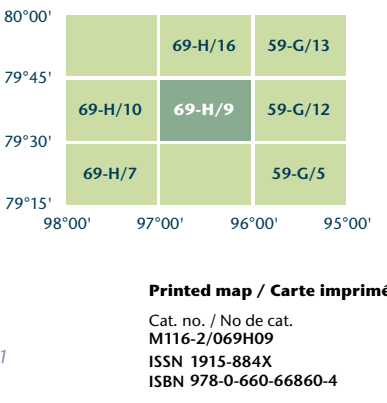 80°00'
69-H/16 59-G/13
79°45'
69-H/10 69-H/9 59-G/12
79°30'
69-H/7 59-G/5
79°15'
98°00' 97°00' 96°00' 95°00'
Printed map / Carte imprimé
Cat. no. / No de cat.
M116-2/069H09
1
ISSN 1915-884X
ISBN 978-0-660-66860-4